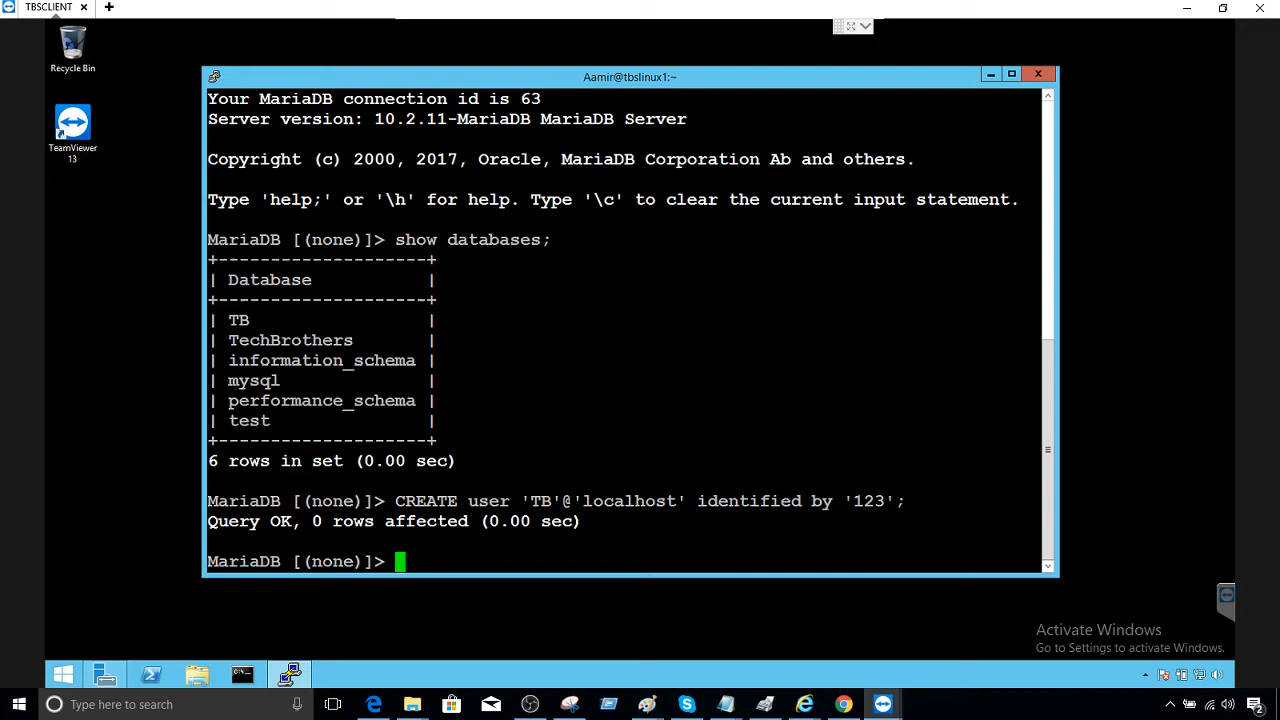 TBSCLIENT
Recycle Bin
TeamViewer
13
Aamir@tbslinux1:~
Your MariaDB connection id is 63
Server version: 10.2.11-MariaDB MariaDB Server
Copyright (c) 2000, 2017, Oracle, MariaDB Corporation Ab and others.
Type 'help;' or '\h' for help. Type '\c' to clear the current input statement.
MariaDB [(none)]> show databases;
+--------------------+
| Database           |
+--------------------+
| TB                 |
| TechBrothers       |
| information_schema |
| mysql              |
| performance_schema |
| test               |
+--------------------+
6 rows in set (0.00 sec)
MariaDB [(none)]> CREATE user 'TB'@'localhost' identified by '123';
Query OK, 0 rows affected (0.00 sec)
MariaDB [(none)]>
Activate Windows
Go to Settings to activate Windows.
Type here to search